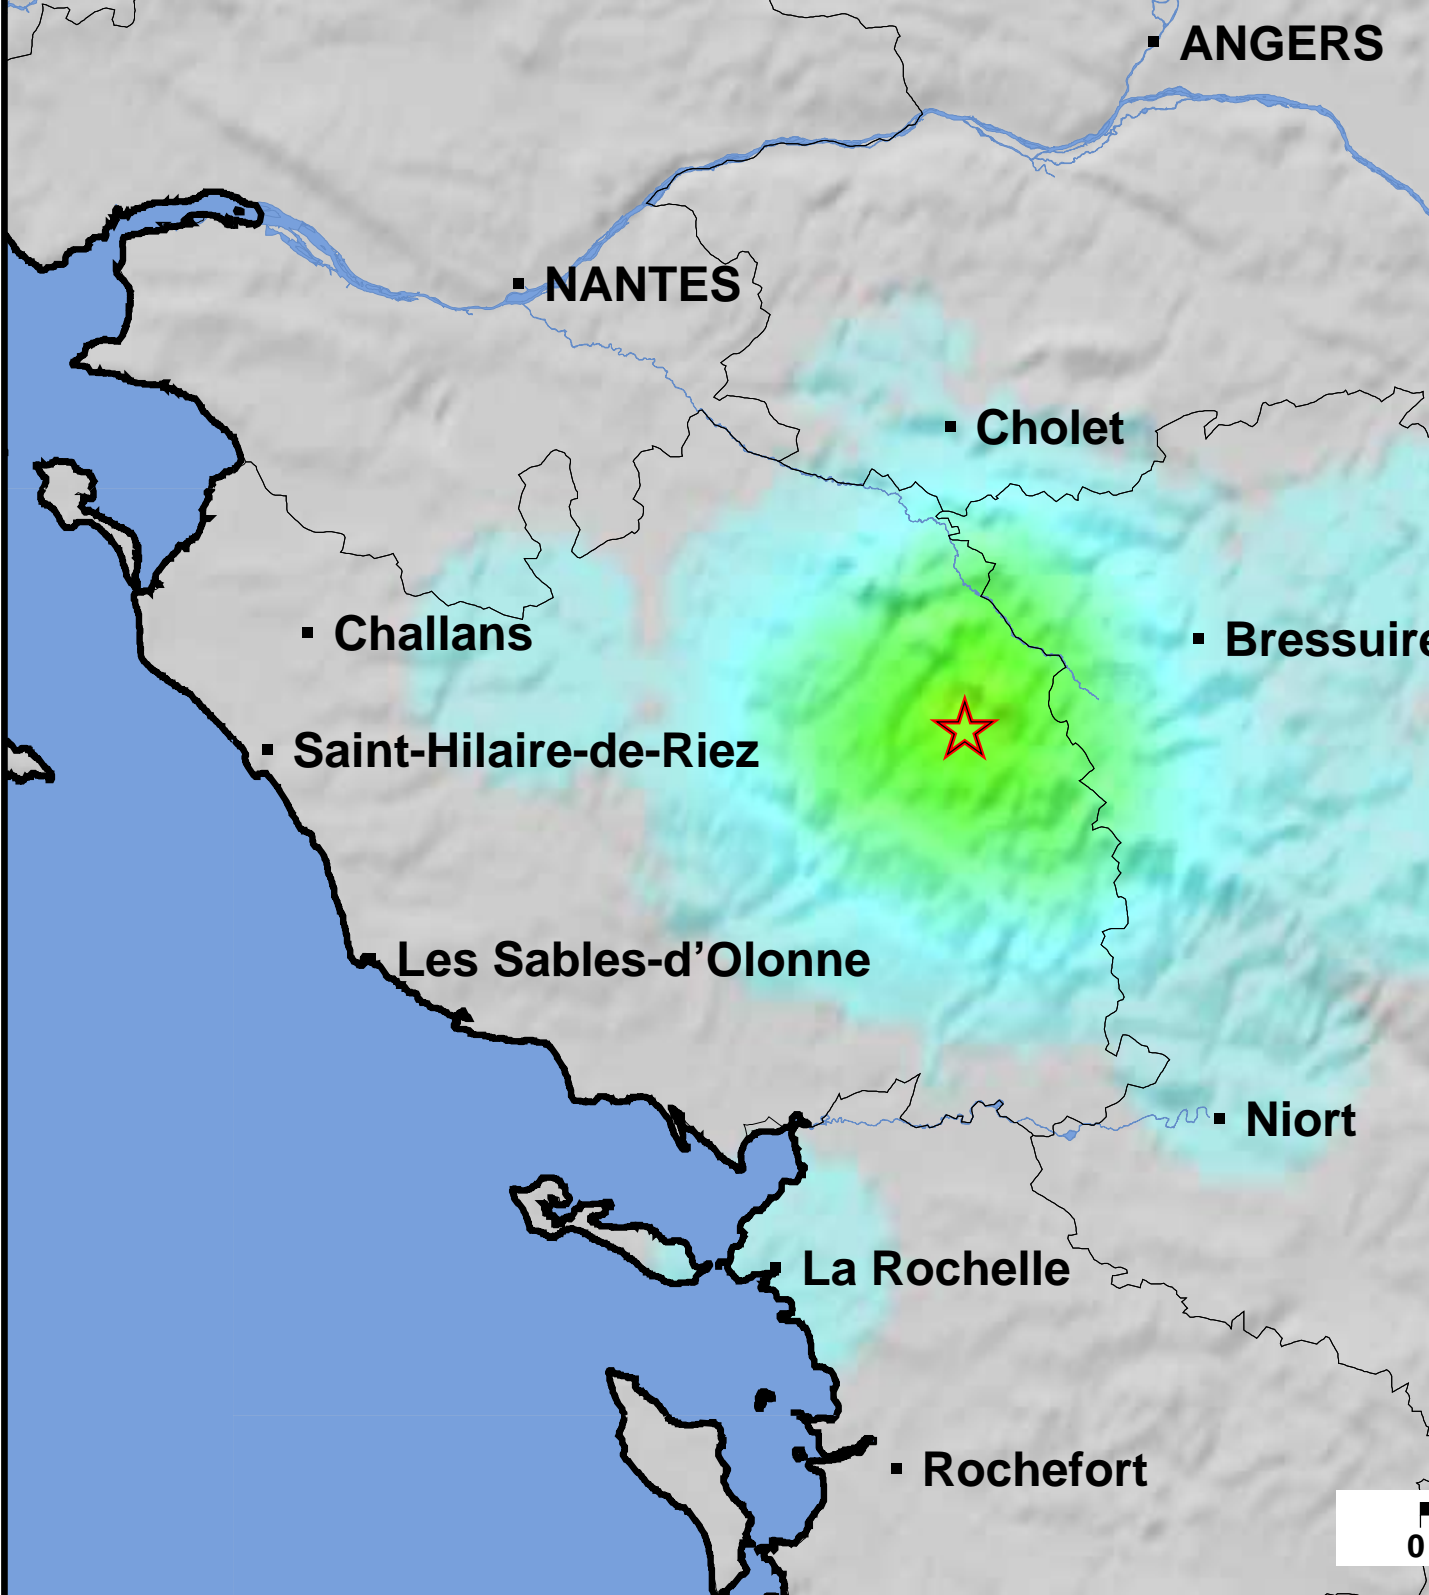 ANGERS
NANTES
Cholet
Challans
Bressuire
Saint-Hilaire-de-Riez
Les Sables-d’Olonne
Niort
La Rochelle
Rochefort
0